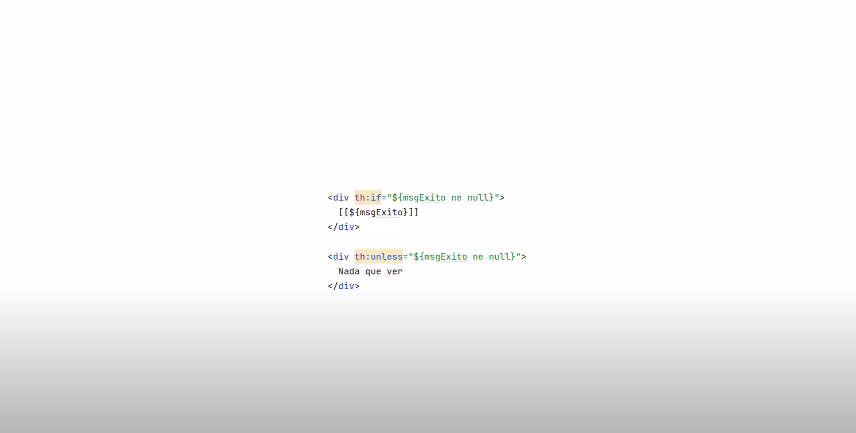 <div th:if="${msgExito ne null}">
[[${msgExito}]]
</div>
<div th:unless="${msgExito ne null}">
Nada que ver
</div>